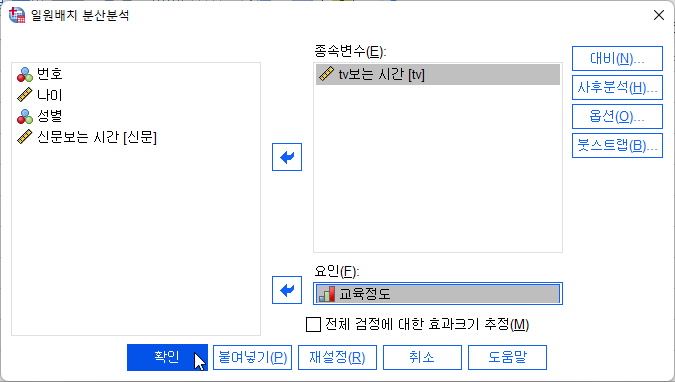 일원배치 분산분석
번호
나이
성별
신문보는 시간 [신문]
종속변수(E):
tv보는 시간 [tv]
요인(F):
교육정도
전체 검정에 대한 효과크기 추정(M)
대비(N)...
사후분석(H)...
옵션(O)...
붓스트랩(B)...
확인
붙여넣기(P)
재설정(R)
취소
도움말